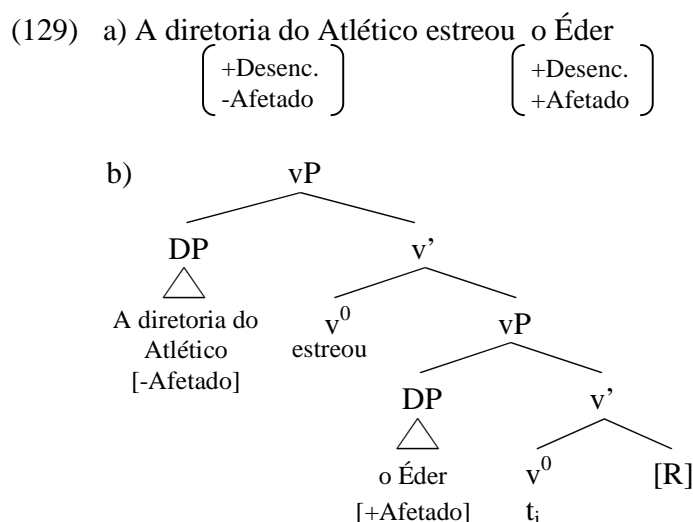 (129) a) A diretoria do Atlético estreou o Éder
+Desenc. +Desenc.
-Afetado +Afetado
b) vP
DP v’
A diretoria do v⁰ vP
Atlético estreou
[-Afetado] DP v’
o Éder v⁰ [R]
[+Afetado] tᵢ